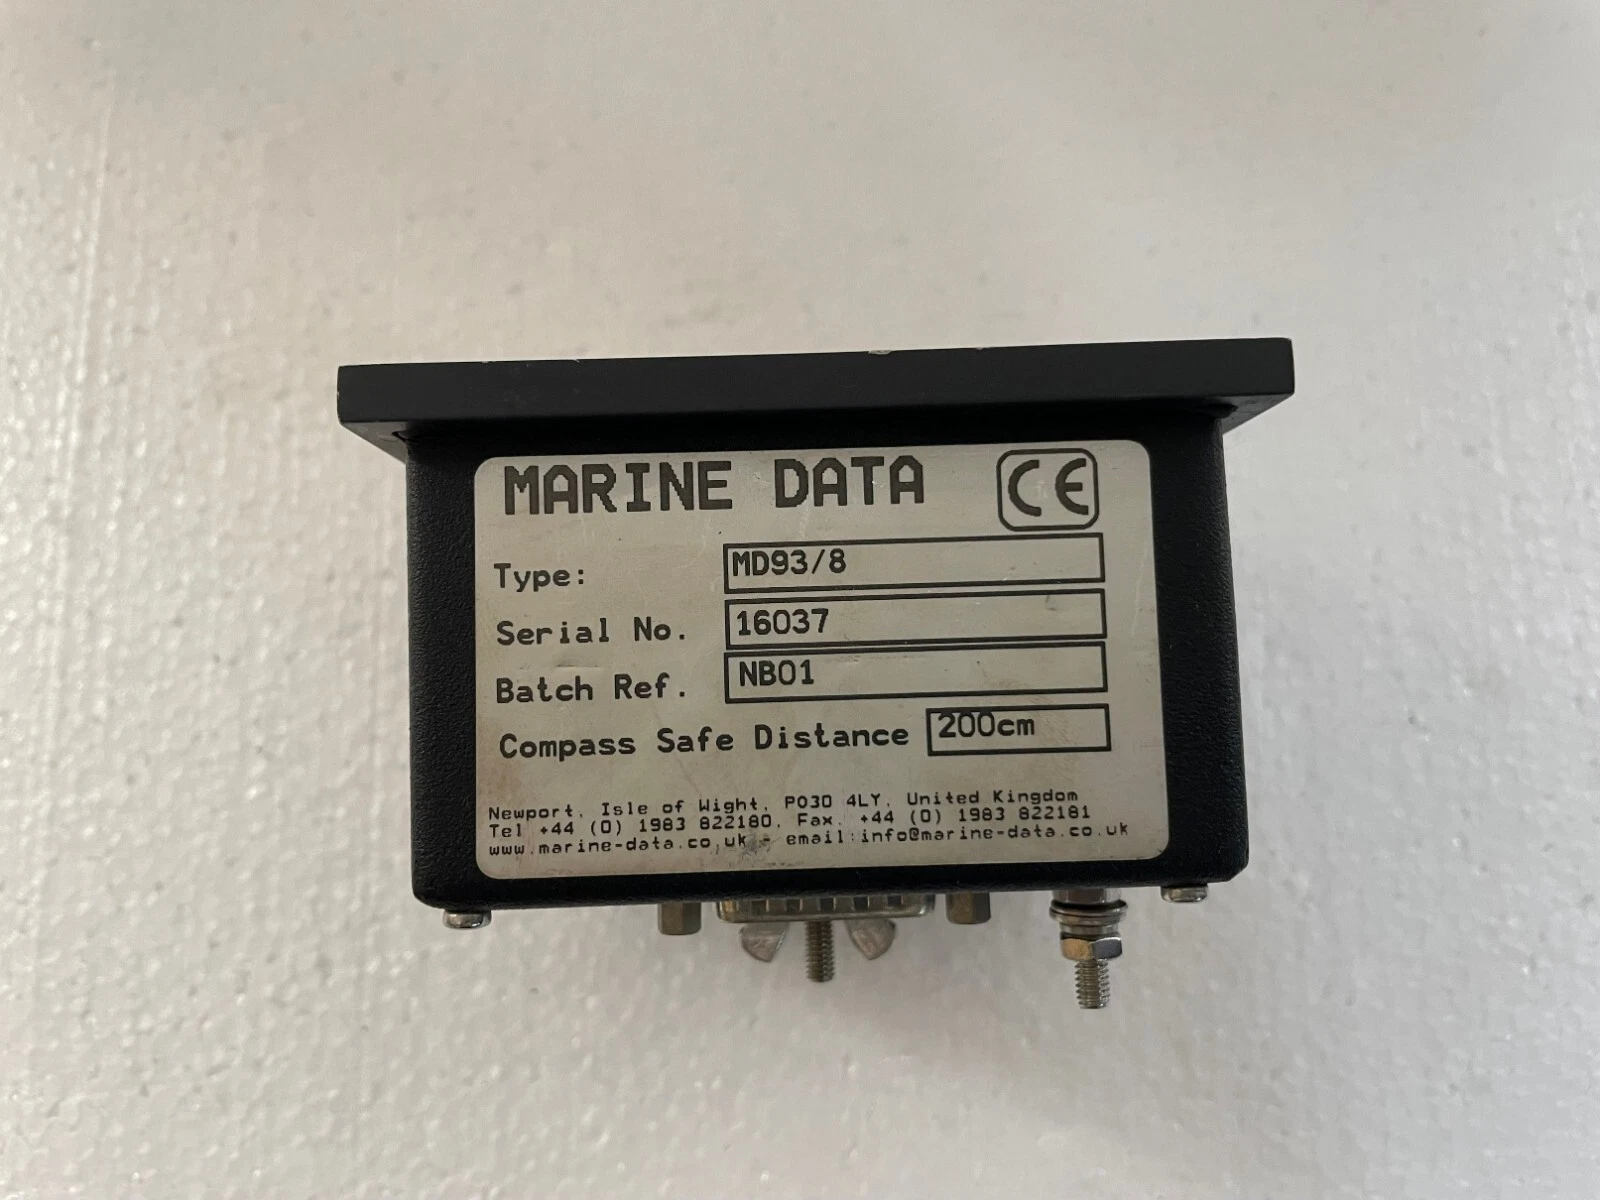 MARINE DATA CE
Type: MD93/8
Serial No. 16037
Batch Ref. NB01
Compass Safe Distance 200cm
Newport, Isle of Wight, PO30 4LY, United Kingdom
Tel +44 (0) 1983 822180, Fax. +44 (0) 1983 822181
www.marine-data.co.uk - email:info@marine-data.co.uk